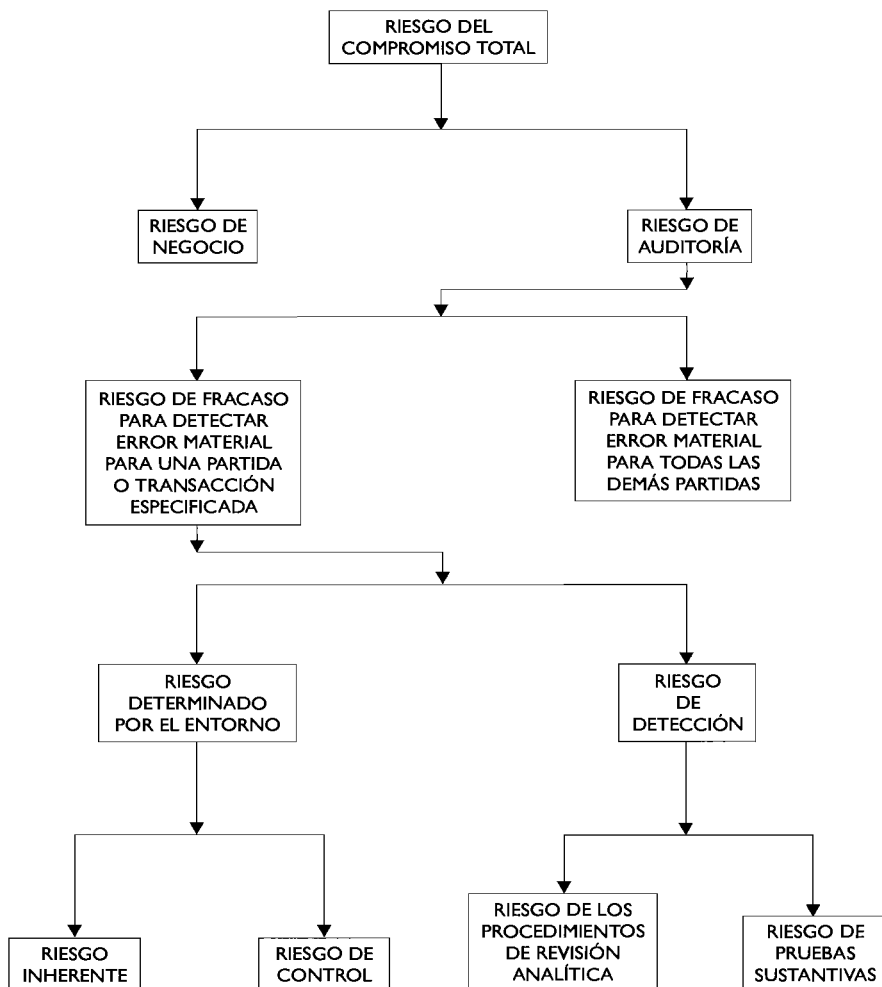 RIESGO DEL
COMPROMISO TOTAL
RIESGO DE
NEGOCIO
RIESGO DE
AUDITORÍA
RIESGO DE FRACASO
PARA DETECTAR
ERROR MATERIAL
PARA UNA PARTIDA
O TRANSACCIÓN
ESPECIFICADA
RIESGO DE FRACASO
PARA DETECTAR
ERROR MATERIAL
PARA TODAS LAS
DEMÁS PARTIDAS
RIESGO
DETERMINADO
POR EL ENTORNO
RIESGO
DE
DETECCIÓN
RIESGO
INHERENTE
RIESGO DE
CONTROL
RIESGO DE LOS
PROCEDIMIENTOS
DE REVISIÓN
ANALÍTICA
RIESGO DE
PRUEBAS
SUSTANTIVAS